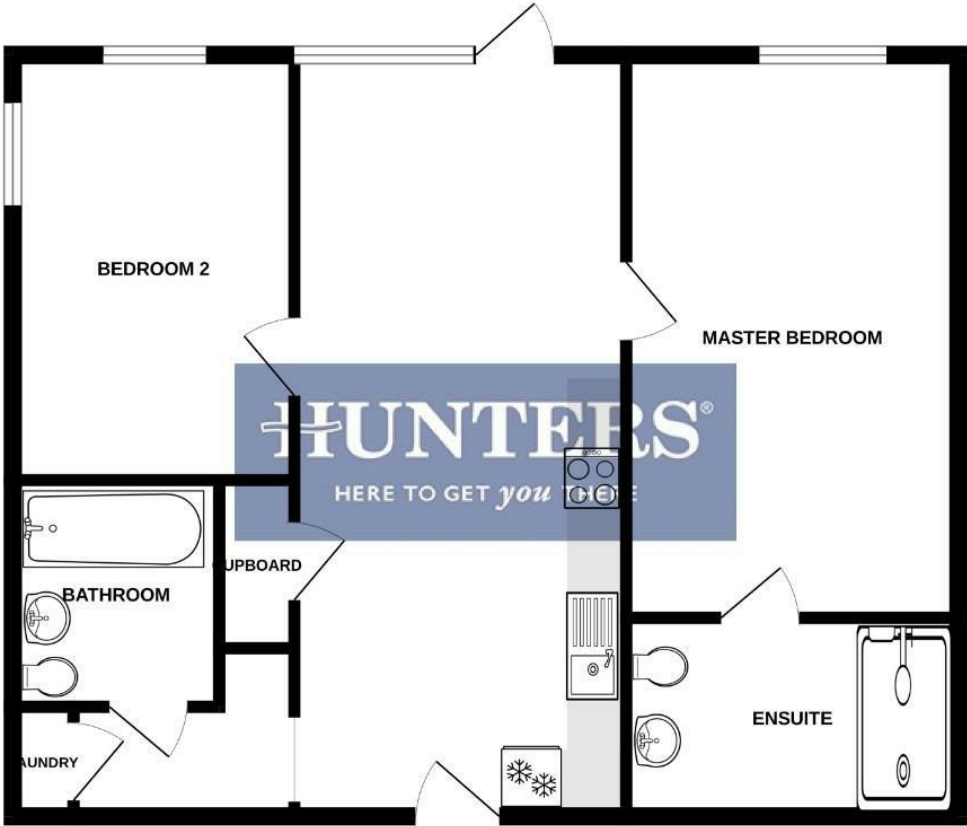 BEDROOM 2
MASTER BEDROOM
HUNTERS®
HERE TO GET you THERE
UPBOARD
BATHROOM
ENSUITE
AUNDRY